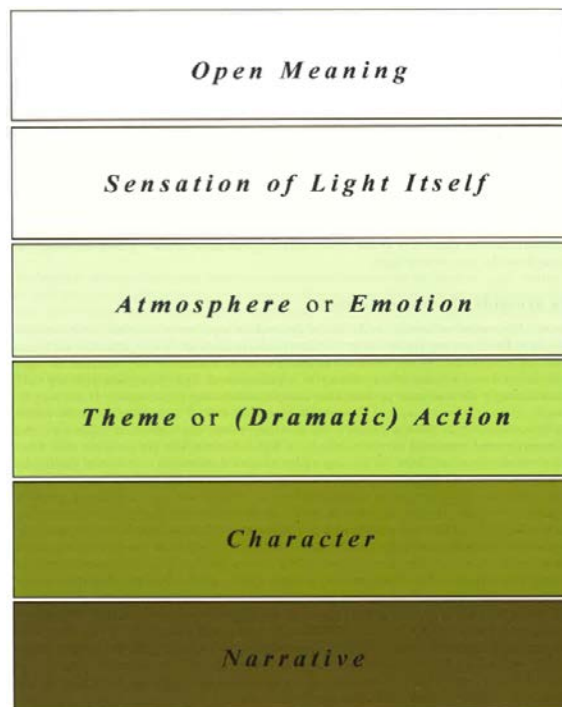 Open Meaning
Sensation of Light Itself
Atmosphere or Emotion
Theme or (Dramatic) Action
Character
Narrative